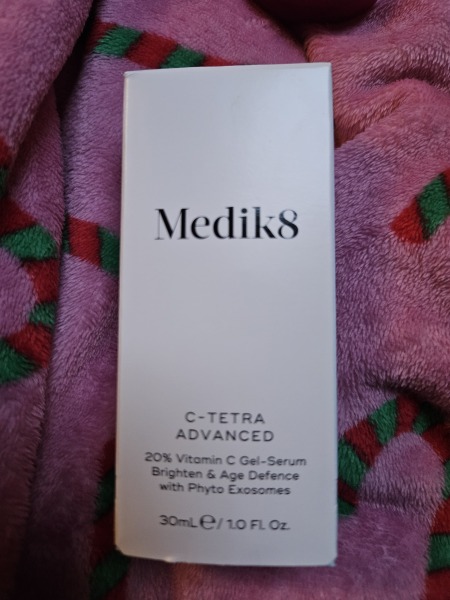 Medik8
C-TETRA
ADVANCED
20% Vitamin C Gel-Serum
Brighten & Age Defence
with Phyto Exosomes
30mL ℮ / 1.0 Fl. Oz.